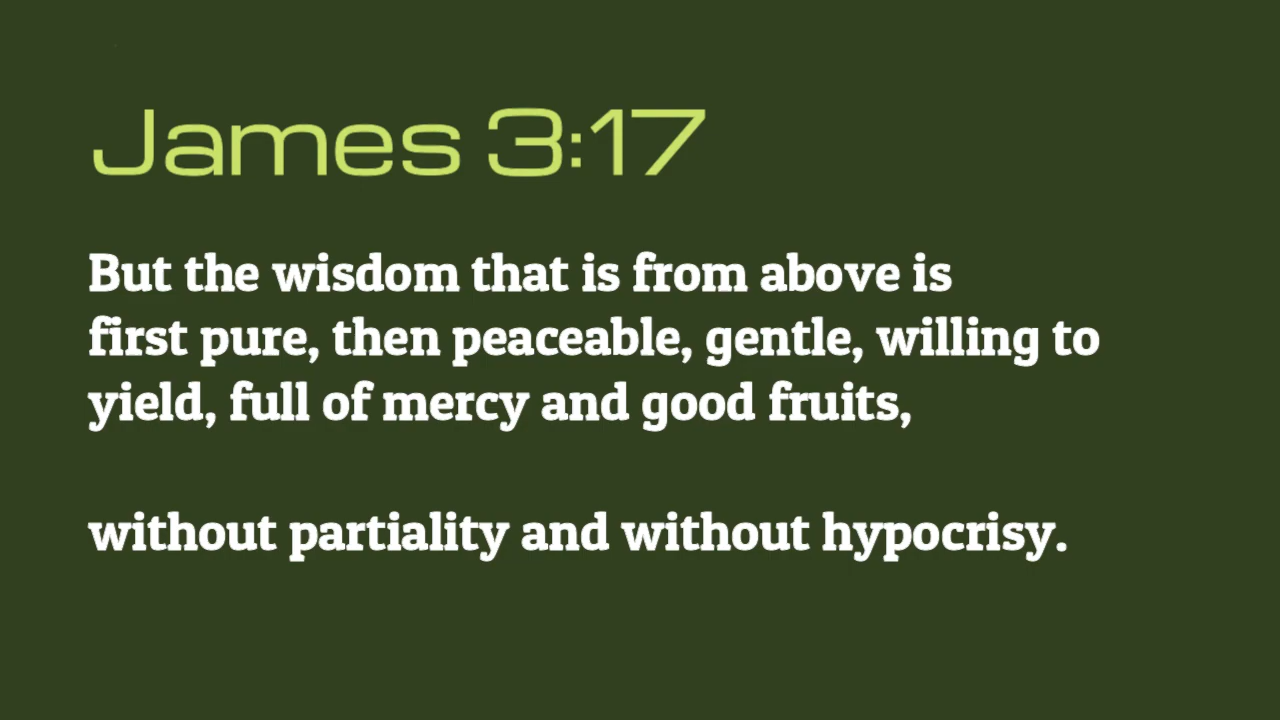 James 3:17
But the wisdom that is from above is
first pure, then peaceable, gentle, willing to
yield, full of mercy and good fruits,
without partiality and without hypocrisy.